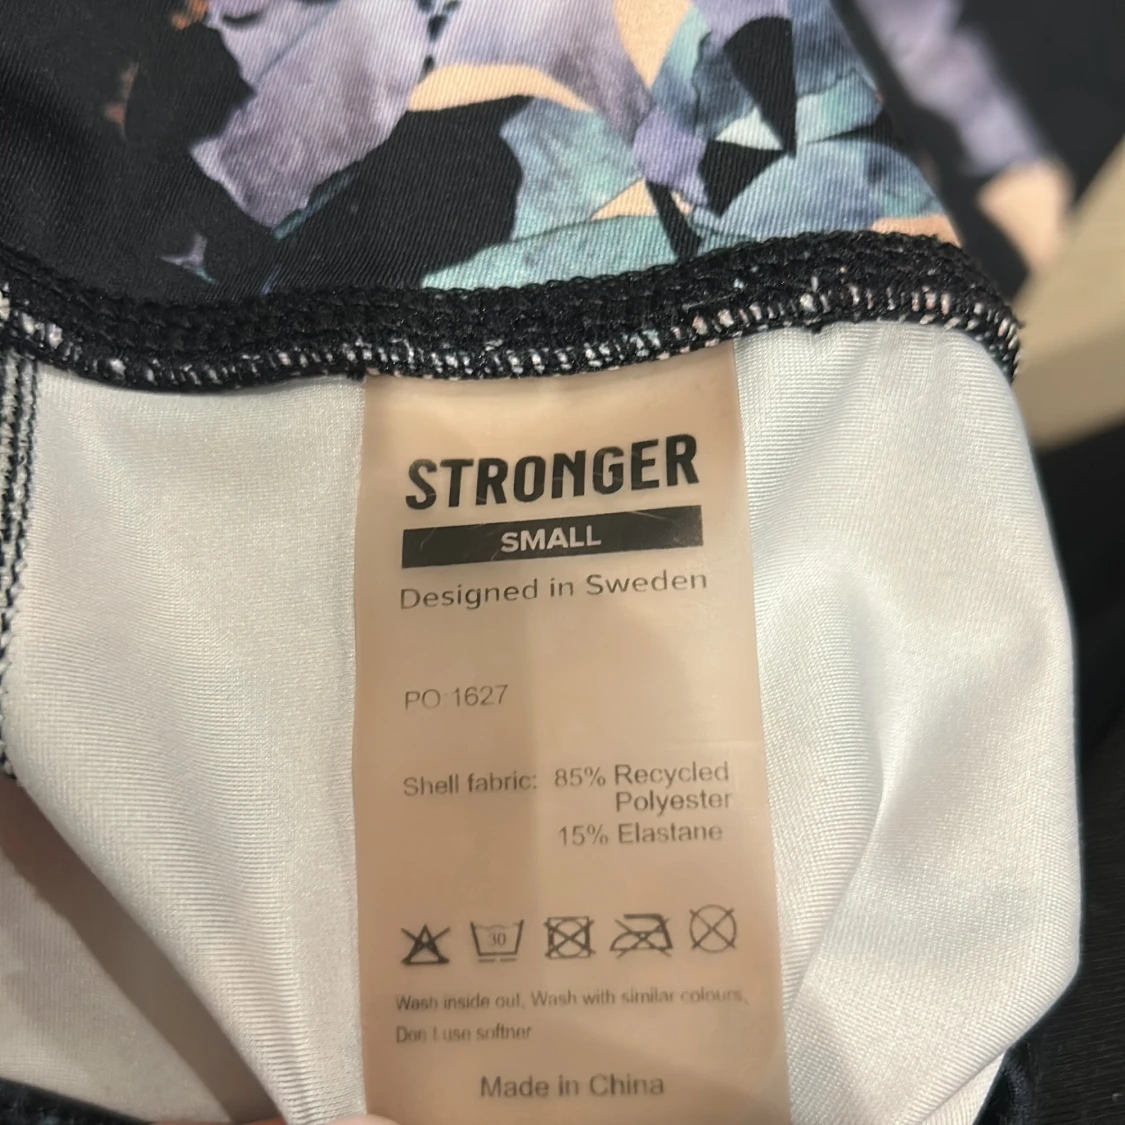 STRONGER
SMALL
Designed in Sweden
PO:1627
Shell fabric: 85% Recycled
Polyester
15% Elastane
30
Wash inside out, Wash with similar colours,
Don't use softner
Made in China